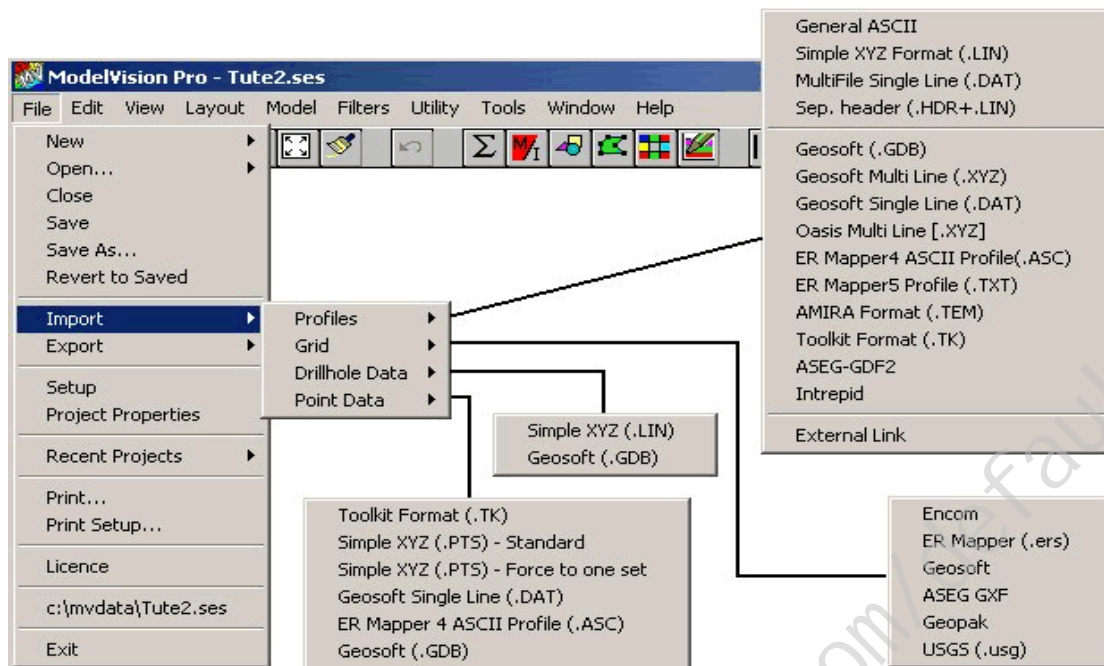 ModelVision Pro - Tute2.ses
File Edit View Layout Model Filters Utility Tools Window Help
New
Open...
Close
Save
Save As...
Revert to Saved
Import
Export
Setup
Project Properties
Recent Projects
Print...
Print Setup...
Licence
c:\mvdata\Tute2.ses
Exit
Profiles
Grid
Drillhole Data
Point Data
General ASCII
Simple XYZ Format (.LIN)
MultiFile Single Line (.DAT)
Sep. header (.HDR+.LIN)
Geosoft (.GDB)
Geosoft Multi Line (.XYZ)
Geosoft Single Line (.DAT)
Oasis Multi Line [.XYZ]
ER Mapper4 ASCII Profile(.ASC)
ER Mapper5 Profile (.TXT)
AMIRA Format (.TEM)
Toolkit Format (.TK)
ASEG-GDF2
Intrepid
External Link
Simple XYZ (.LIN)
Geosoft (.GDB)
Toolkit Format (.TK)
Simple XYZ (.PTS) - Standard
Simple XYZ (.PTS) - Force to one set
Geosoft Single Line (.DAT)
ER Mapper 4 ASCII Profile (.ASC)
Geosoft (.GDB)
Encom
ER Mapper (.ers)
Geosoft
ASEG GXF
Geopak
USGS (.usg)
com/defaul